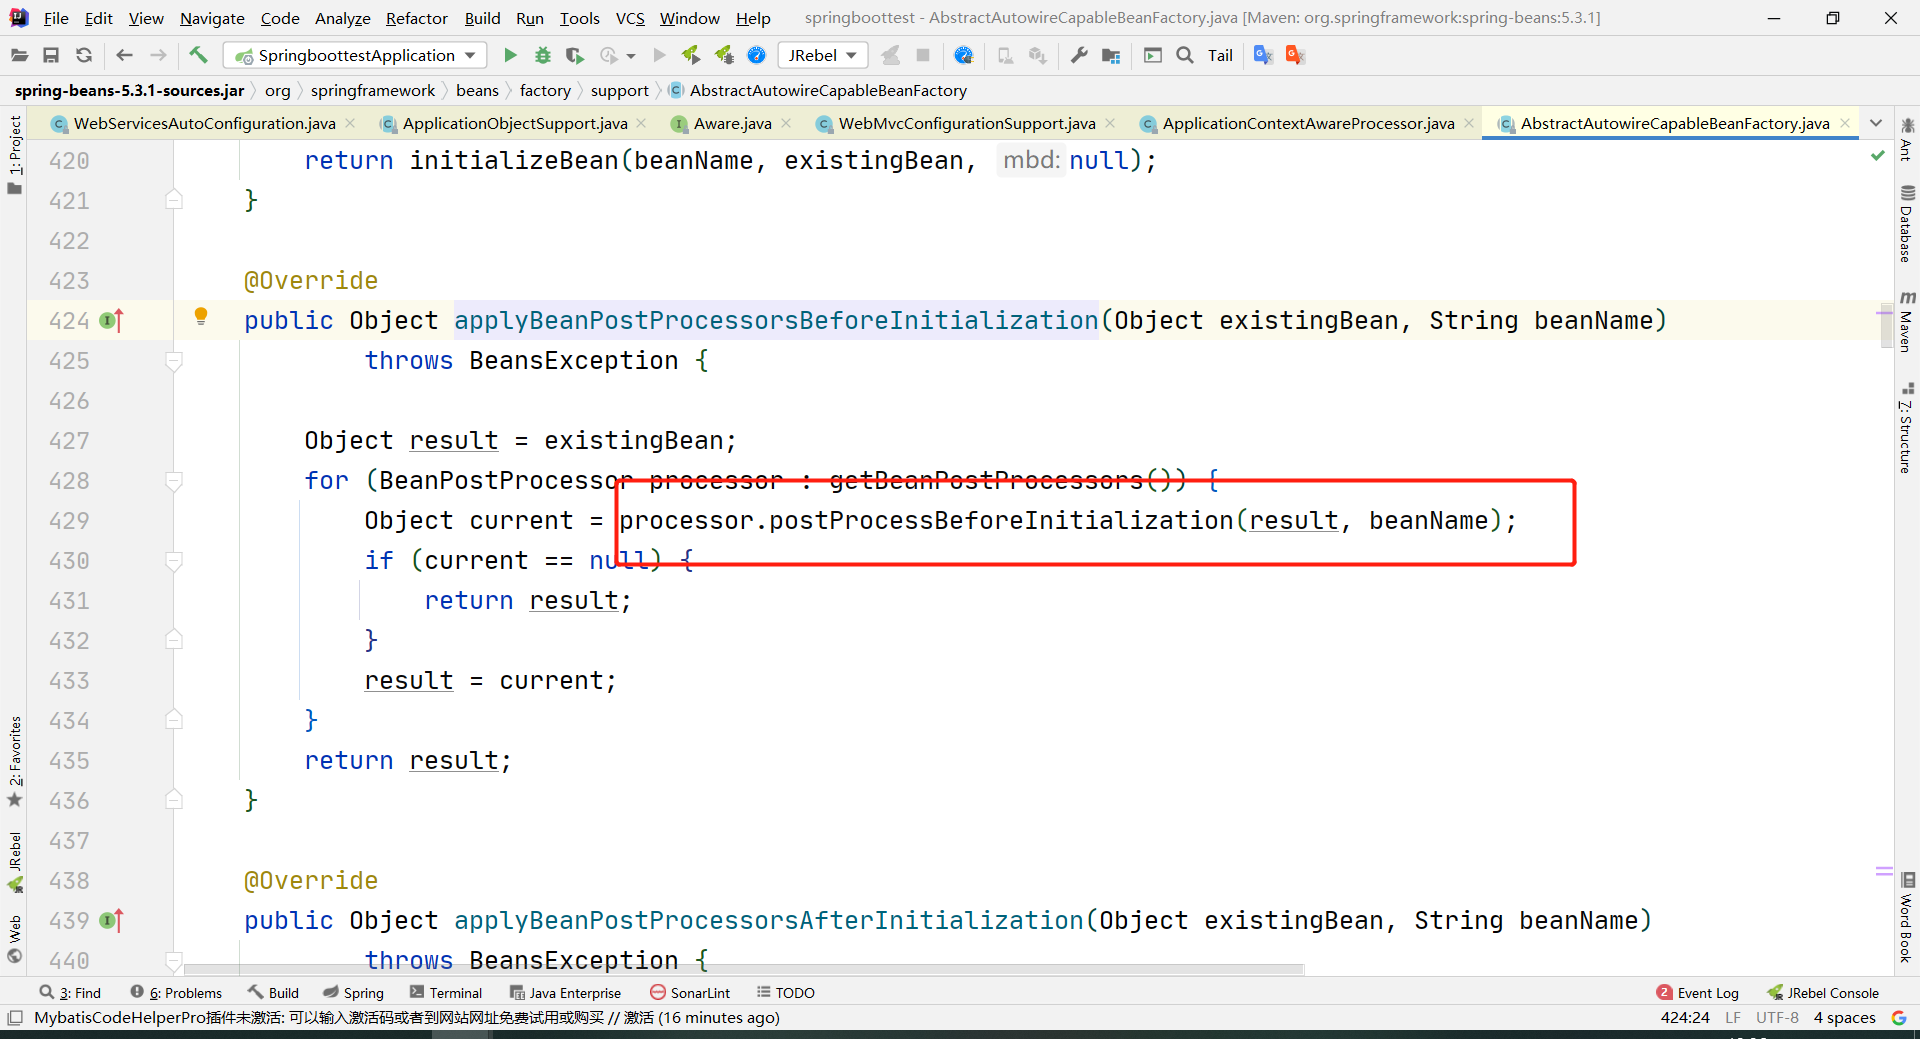 File Edit View Navigate Code Analyze Refactor Build Run Tools VCS Window Help springboottest - AbstractAutowireCapableBeanFactory.java [Maven: org.springframework:spring-beans:5.3.1]
SpringboottestApplication JRebel Tail
spring-beans-5.3.1-sources.jar org springframework beans factory support AbstractAutowireCapableBeanFactory
WebServicesAutoConfiguration.java ApplicationObjectSupport.java Aware.java WebMvcConfigurationSupport.java ApplicationContextAwareProcessor.java AbstractAutowireCapableBeanFactory.java
1: Project
2: Favorites
JRebel
Web
420 return initializeBean(beanName, existingBean, mbd: null);
421 }
422
423 @Override
424 public Object applyBeanPostProcessorsBeforeInitialization(Object existingBean, String beanName)
425 throws BeansException {
426
427 Object result = existingBean;
428 for (BeanPostProcessor processor : getBeanPostProcessors()) {
429 Object current = processor.postProcessBeforeInitialization(result, beanName);
430 if (current == null) {
431 return result;
432 }
433 result = current;
434 }
435 return result;
436 }
437
438 @Override
439 public Object applyBeanPostProcessorsAfterInitialization(Object existingBean, String beanName)
440 throws BeansException {
Ant
Database
Maven
7: Structure
Word Book
3: Find 6: Problems Build Spring Terminal Java Enterprise SonarLint TODO 2 Event Log JRebel Console
MybatisCodeHelperPro插件未激活: 可以输入激活码或者到网站网址免费试用或购买 // 激活 (16 minutes ago) 424:24 LF UTF-8 4 spaces